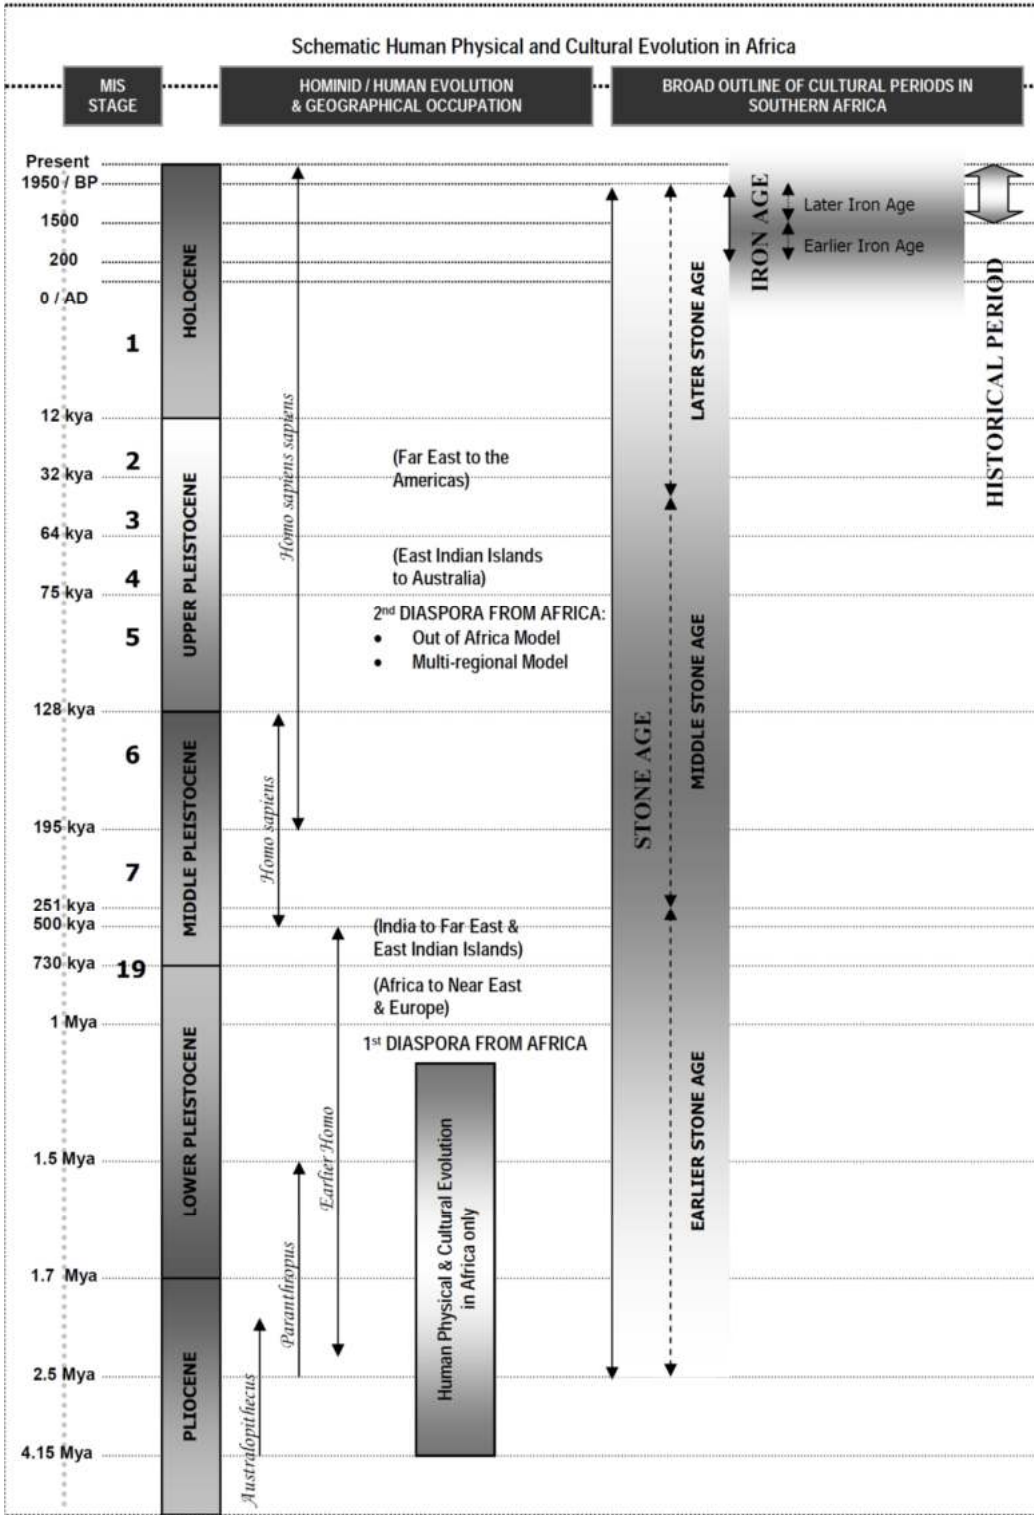 Schematic Human Physical and Cultural Evolution in Africa
MIS
STAGE
HOMINID / HUMAN EVOLUTION
& GEOGRAPHICAL OCCUPATION
BROAD OUTLINE OF CULTURAL PERIODS IN
SOUTHERN AFRICA
Present
1950 / BP
1500
200
0 / AD
12 kya
32 kya
64 kya
75 kya
128 kya
195 kya
251 kya
500 kya
730 kya
1 Mya
1.5 Mya
1.7 Mya
2.5 Mya
4.15 Mya
1
2
3
4
5
6
7
19
HOLOCENE
UPPER PLEISTOCENE
MIDDLE PLEISTOCENE
LOWER PLEISTOCENE
PLIOCENE
Homo sapiens sapiens
Homo sapiens
Earlier Homo
Paranthropus
Australopithecus
(Far East to the
Americas)
(East Indian Islands
to Australia)
2nd DIASPORA FROM AFRICA:
• Out of Africa Model
• Multi-regional Model
(India to Far East &
East Indian Islands)
(Africa to Near East
& Europe)
1st DIASPORA FROM AFRICA
Human Physical & Cultural Evolution
in Africa only
STONE AGE
LATER STONE AGE
MIDDLE STONE AGE
EARLIER STONE AGE
IRON AGE
Later Iron Age
Earlier Iron Age
HISTORICAL PERIOD